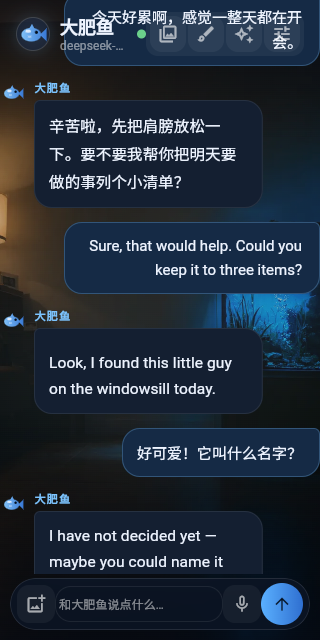 今天好累啊，感觉一整天都在开
会。
大肥鱼
deepseek-…
大肥鱼
辛苦啦，先把肩膀放松一
下。要不要我帮你把明天要
做的事列个小清单？
Sure, that would help. Could you
keep it to three items?
大肥鱼
Look, I found this little guy
on the windowsill today.
好可爱！它叫什么名字？
大肥鱼
I have not decided yet —
maybe you could name it
和大肥鱼说点什么…